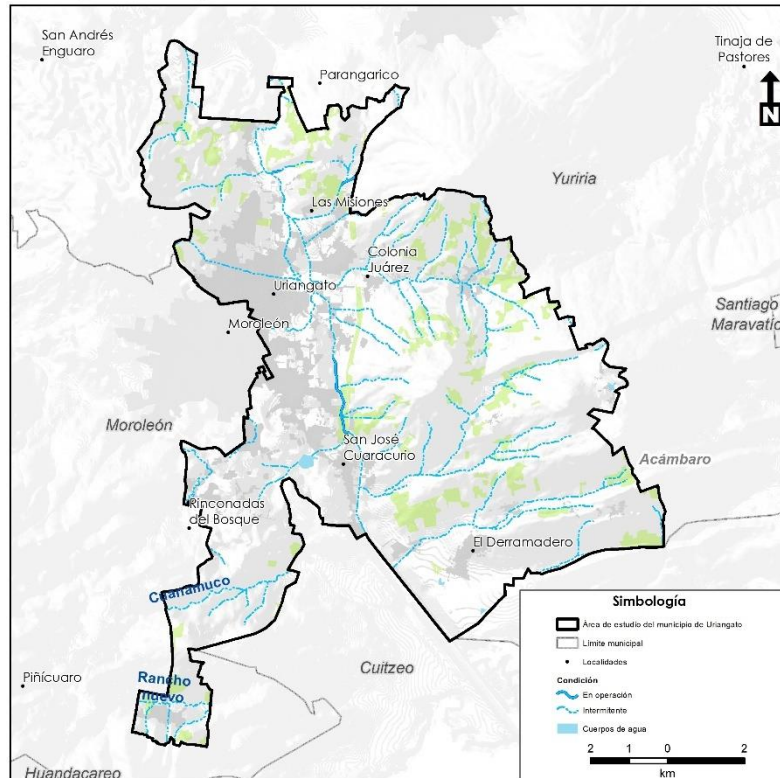 San Andrés
Enguaro
Parangarico
Tinaja de
Pastores
N
Yuriria
Las Misiones
Colonia
Juárez
Uriangato
Santiago
Maravatío
Moroleón
Moroleón
San José
Cuaracurio
Acámbaro
Rinconadas
del Bosque
El Derramadero
Cuanamuco
Cuitzeo
Piñícuaro
Rancho
nuevo
Huandacareo
Simbología
Área de estudio del municipio de Uriangato
Límite municipal
Localidades
Condición
En operación
Intermitente
Cuerpos de agua
2 1 0 2
km